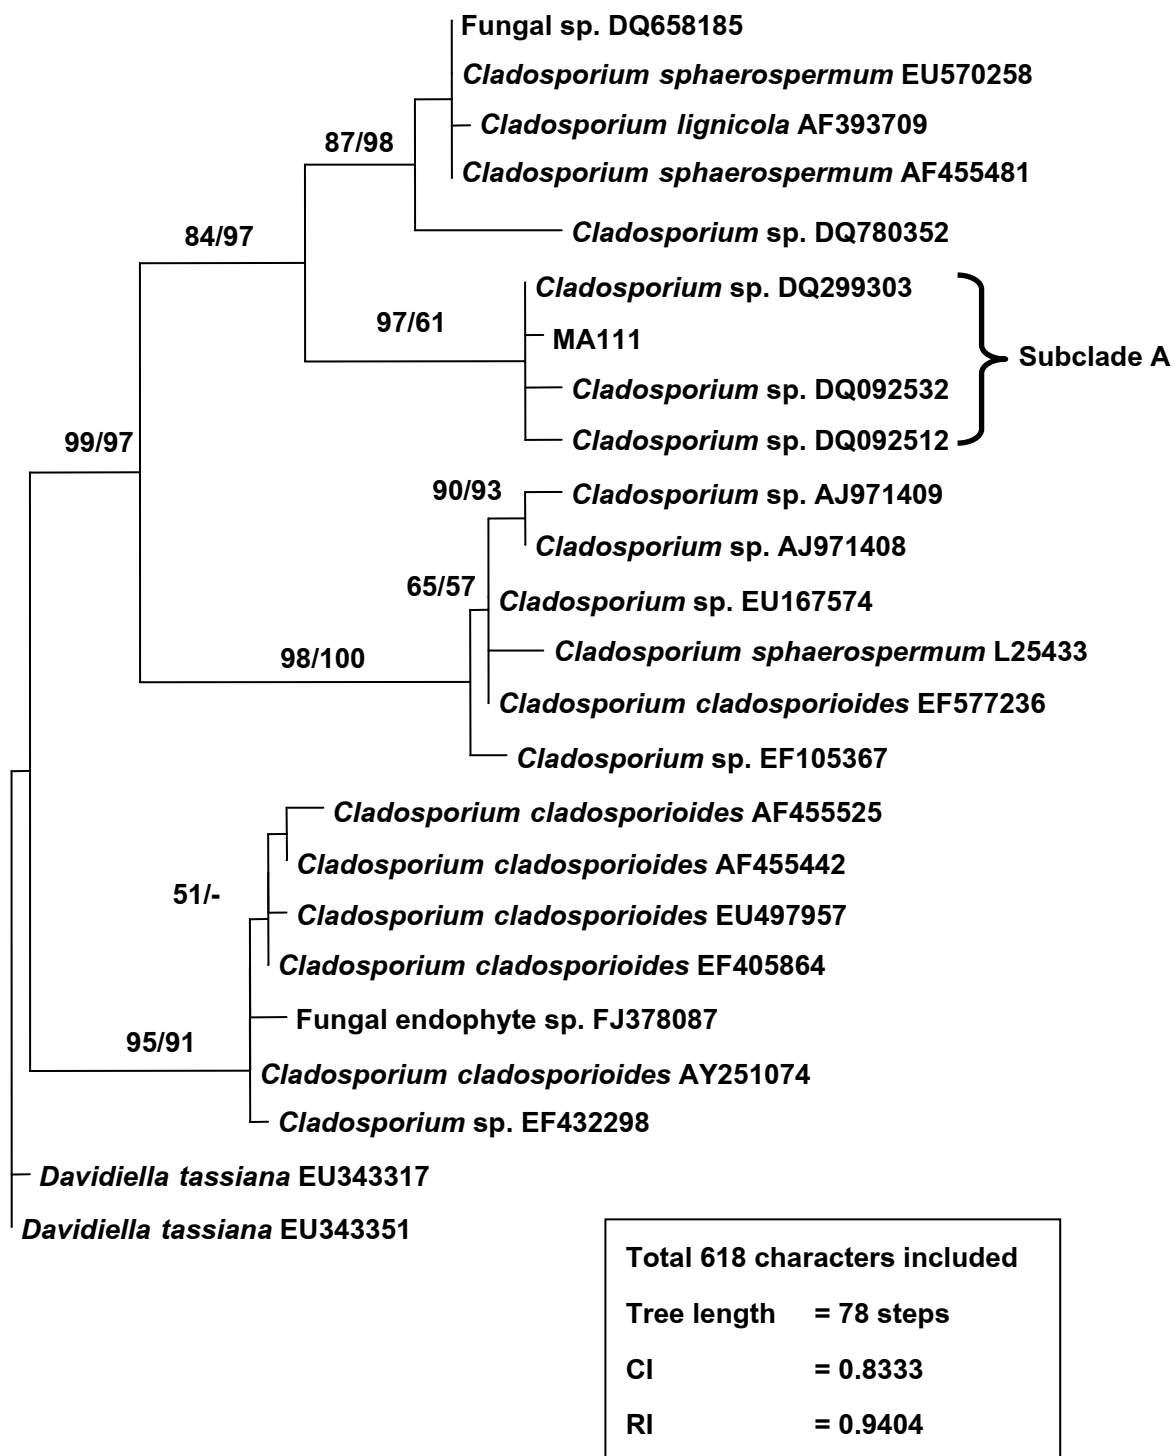 Fungal sp. DQ658185
Cladosporium sphaerospermum EU570258
Cladosporium lignicola AF393709
87/98
Cladosporium sphaerospermum AF455481
84/97
Cladosporium sp. DQ780352
Cladosporium sp. DQ299303
97/61
MA111
Subclade A
Cladosporium sp. DQ092532
99/97
Cladosporium sp. DQ092512
90/93
Cladosporium sp. AJ971409
Cladosporium sp. AJ971408
65/57
Cladosporium sp. EU167574
98/100
Cladosporium sphaerospermum L25433
Cladosporium cladosporioides EF577236
Cladosporium sp. EF105367
Cladosporium cladosporioides AF455525
Cladosporium cladosporioides AF455442
51/-
Cladosporium cladosporioides EU497957
Cladosporium cladosporioides EF405864
Fungal endophyte sp. FJ378087
95/91
Cladosporium cladosporioides AY251074
Cladosporium sp. EF432298
Davidiella tassiana EU343317
Davidiella tassiana EU343351
Total 618 characters included
Tree length = 78 steps
CI = 0.8333
RI = 0.9404